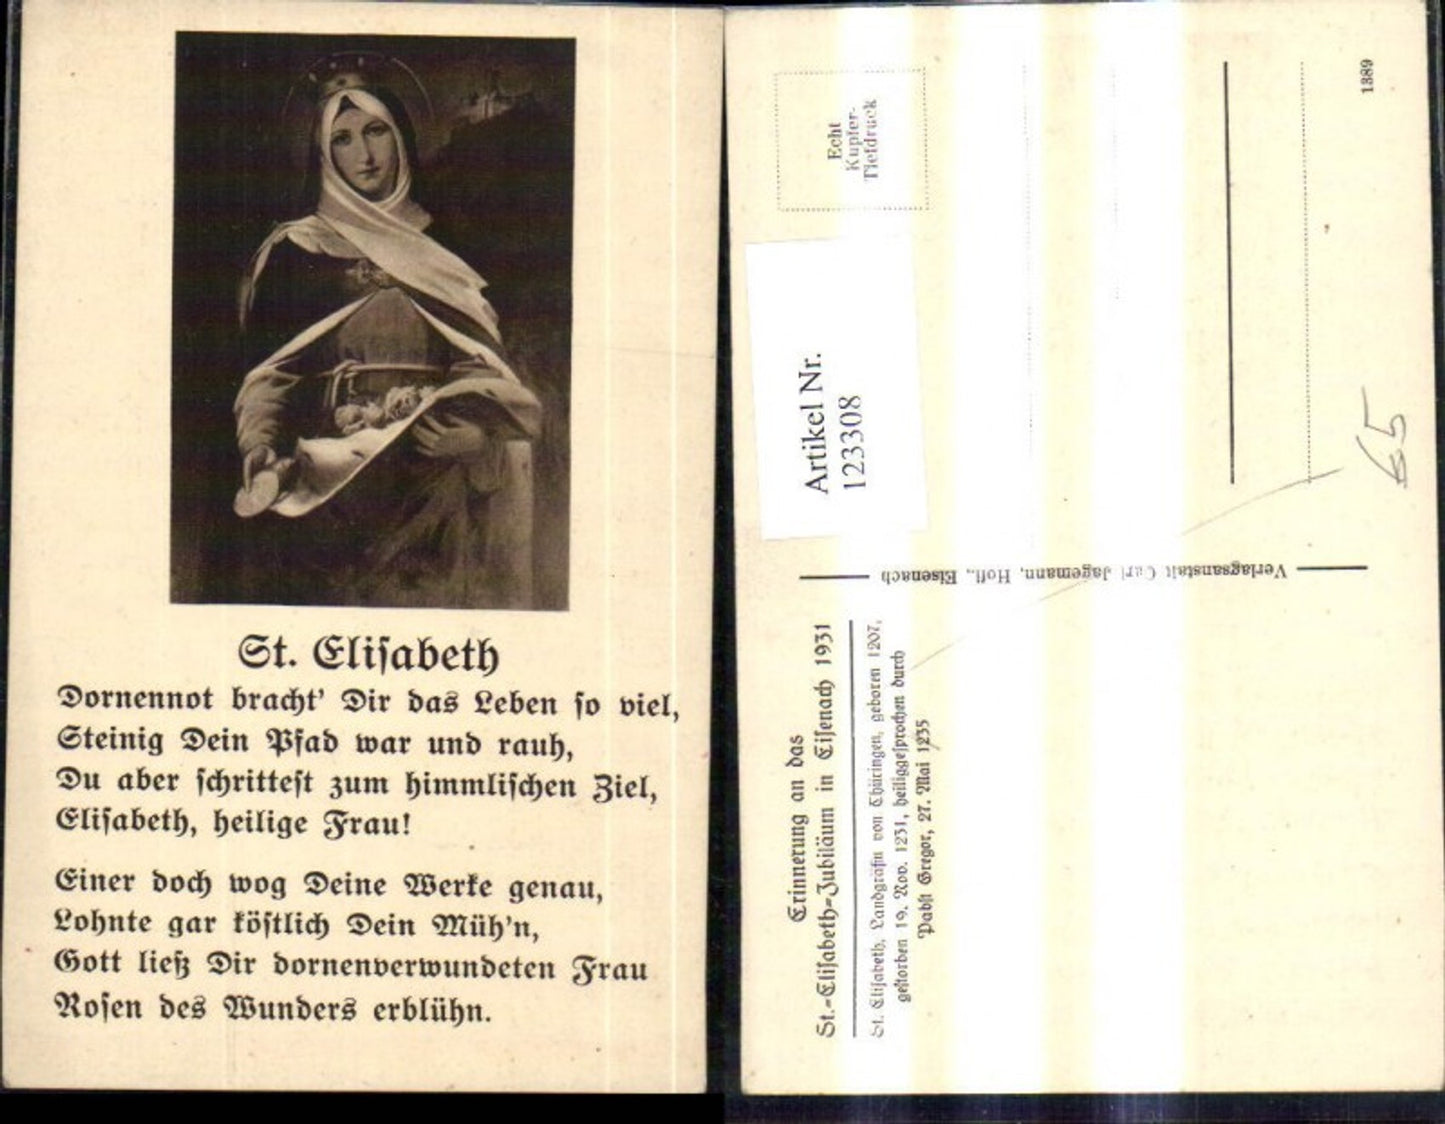 St. Eliſabeth
Dornennot bracht' Dir das Leben ſo viel,
Steinig Dein Pfad war und rauh,
Du aber ſchritteſt zum himmliſchen Ziel,
Eliſabeth, heilige Frau!
Einer doch wog Deine Werke genau,
Lohnte gar köſtlich Dein Müh'n,
Gott ließ Dir dornenverwundeten Frau
Roſen des Wunders erblühn.
Echt
Kupfer-
Tiefdruck
Artikel Nr.
123308
1389
65
Verlagsanstalt Carl Jagemann, Hofl., Eisenach
Erinnerung an das
St.-Eliſabeth-Jubiläum in Eiſenach 1931
St. Eliſabeth, Landgräfin von Thüringen, geboren 1207,
geſtorben 19. Nov. 1231, heiliggeſprochen durch
Pabſt Gregor, 27. Mai 1235